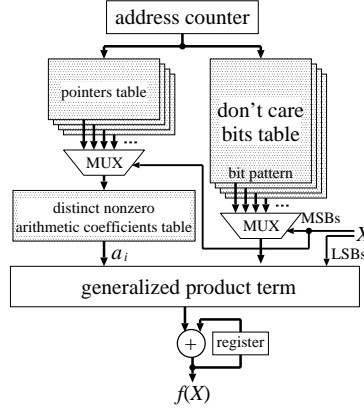 address counter
pointers table
don't care
bits table
...
MUX
bit pattern
...
distinct nonzero
arithmetic coefficients table
MUX
MSBs
X
LSBs
a i
generalized product term
+
register
f(X)